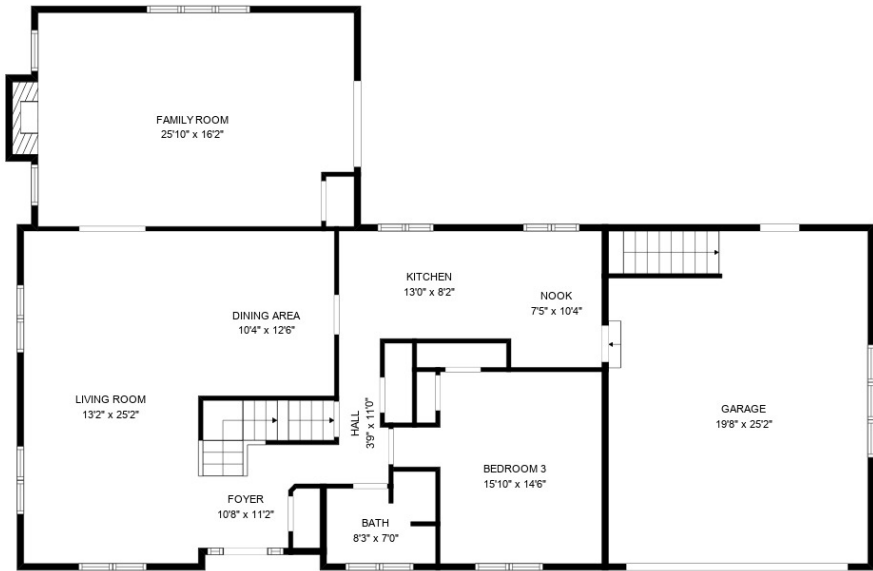 FAMILY ROOM
25'10" x 16'2"
KITCHEN
13'0" x 8'2"
NOOK
7'5" x 10'4"
DINING AREA
10'4" x 12'6"
LIVING ROOM
13'2" x 25'2"
HALL
3'9" x 11'0"
GARAGE
19'8" x 25'2"
BEDROOM 3
15'10" x 14'6"
FOYER
10'8" x 11'2"
BATH
8'3" x 7'0"